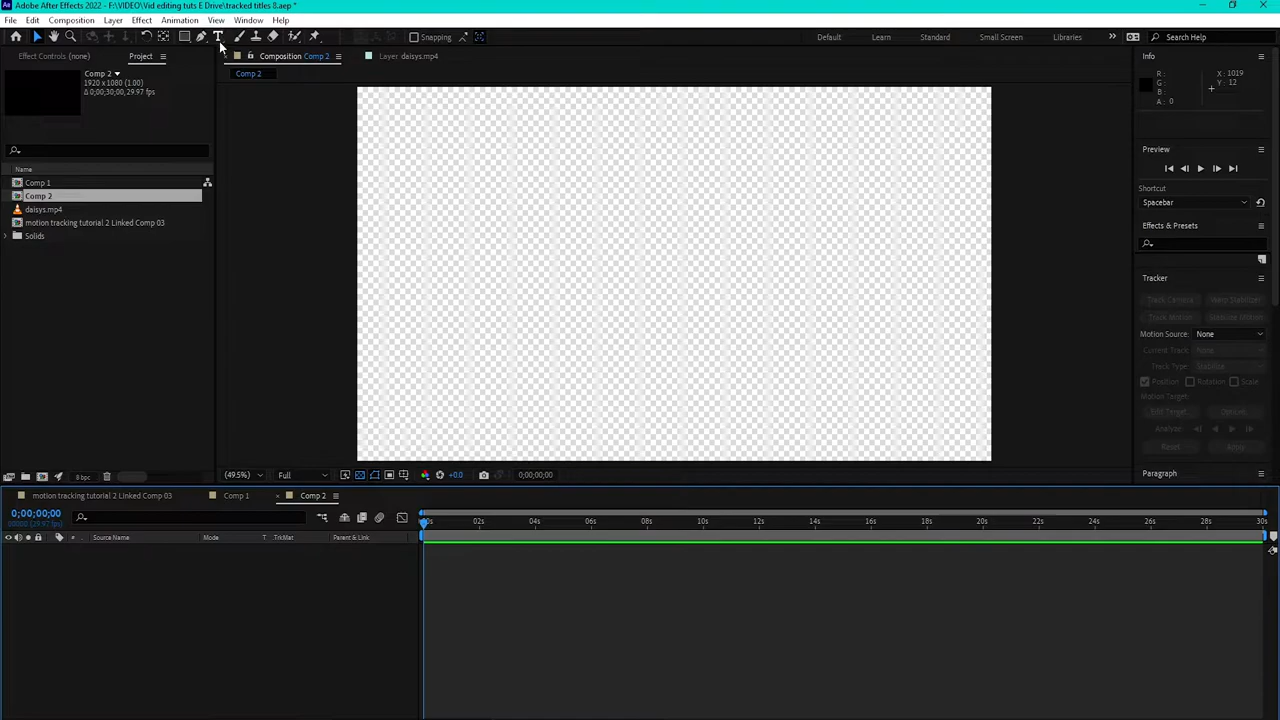 Adobe After Effects 2022 - F:\VIDEO\Vid editing tuts E Drive\tracked titles 8.aep *
File Edit Composition Layer Effect Animation View Window Help
Snapping
Default Learn Standard Small Screen Libraries Search Help
Effect Controls (none) Project
Comp 2
1920 x 1080 (1.00)
Δ 0;00;30;00, 29.97 fps
Name
Comp 1
Comp 2
daisys.mp4
motion tracking tutorial 2 Linked Comp 03
Solids
8 bpc
Composition Comp 2
Layer daisys.mp4
Comp 2
(49.5%) Full +0.0 0;00;00;00
Info
R:
G:
B:
A: 0
X: 1019
Y: 12
Preview
Shortcut
Spacebar
Effects & Presets
Tracker
Track Camera Warp Stabilizer
Track Motion Stabilize Motion
Motion Source: None
Current Track: None
Track Type: Stabilize
Position Rotation Scale
Motion Target:
Edit Target... Options...
Analyze:
Reset Apply
Paragraph
motion tracking tutorial 2 Linked Comp 03 Comp 1 Comp 2
0;00;00;00
00000 (29.97 fps)
# Source Name Mode T .TrkMat Parent & Link
02s 04s 06s 08s 10s 12s 14s 16s 18s 20s 22s 24s 26s 28s 30s